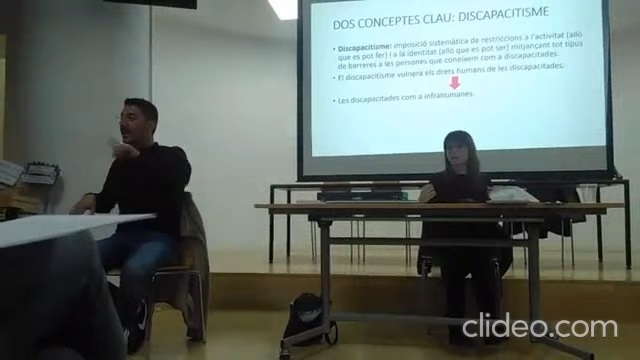 DOS CONCEPTES CLAU: DISCAPACITISME
• Discapacitisme: imposició sistemàtica de restriccions a l'activitat (allò
que es pot fer) i a la identitat (allò que es pot ser) mitjançant tot tipus
de barreres a les persones que coneixem com a discapacitades.
• El discapacitisme vulnera els drets humans de les discapacitades.
• Les discapacitades com a infrahumanes.
clideo.com